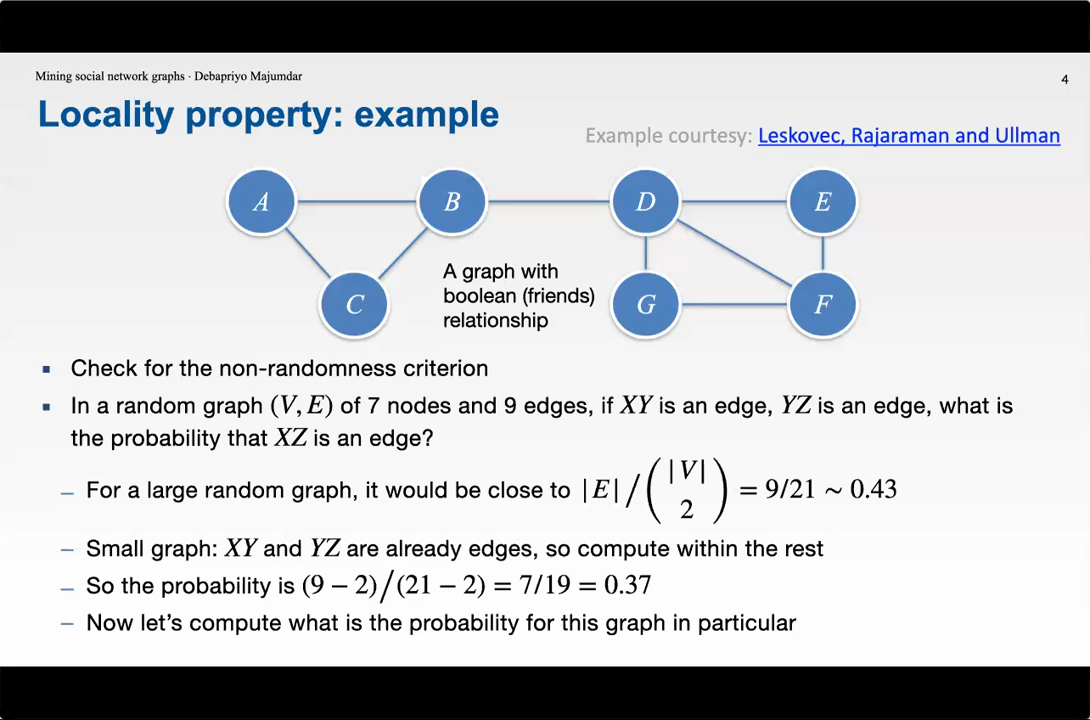 Mining social network graphs · Debapriyo Majumdar
4
Locality property: example
Example courtesy: Leskovec, Rajaraman and Ullman
A
B
D
E
C
G
F
A graph with
boolean (friends)
relationship
▪ Check for the non-randomness criterion
▪ In a random graph (V, E) of 7 nodes and 9 edges, if XY is an edge, YZ is an edge, what is
the probability that XZ is an edge?
– For a large random graph, it would be close to |E|/(|V| 2) = 9/21 ~ 0.43
– Small graph: XY and YZ are already edges, so compute within the rest
– So the probability is (9 − 2)/(21 − 2) = 7/19 = 0.37
– Now let's compute what is the probability for this graph in particular